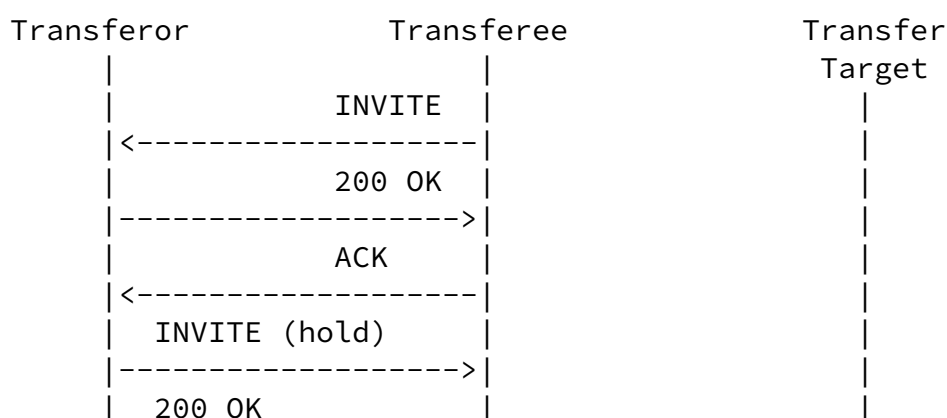 Transferor Transferee Transfer
Target
INVITE
<-------------------
200 OK
------------------->
ACK
<-------------------
INVITE (hold)
------------------->
200 OK